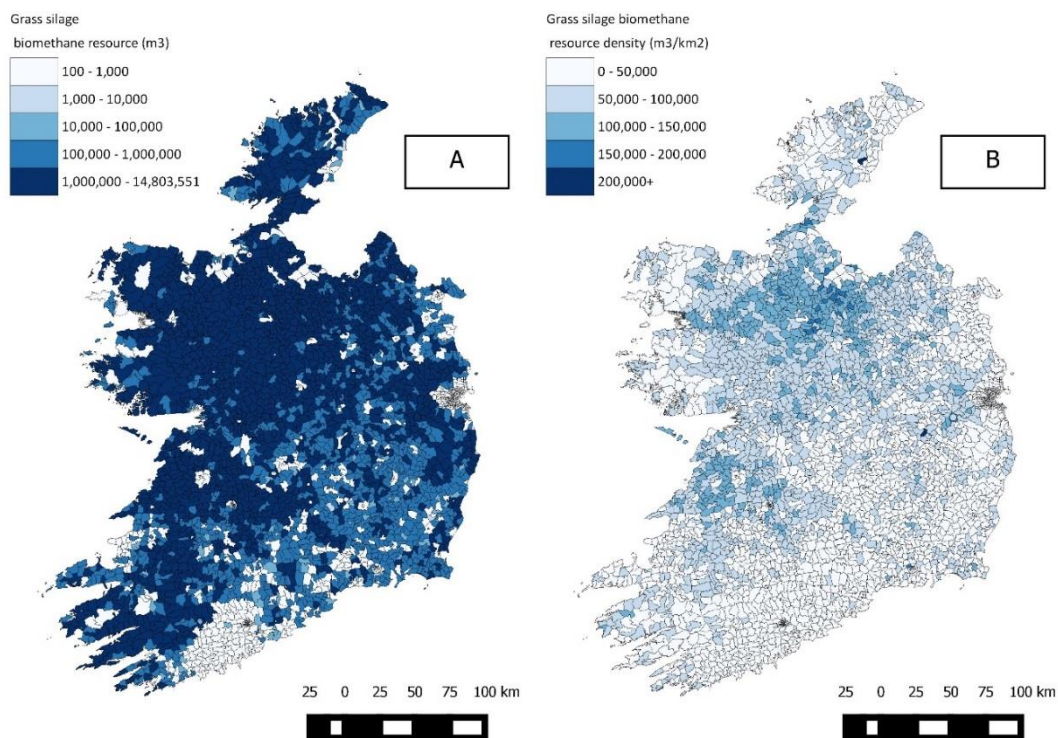 Grass silage
biomethane resource (m3)
100 - 1,000
1,000 - 10,000
10,000 - 100,000
100,000 - 1,000,000
1,000,000 - 14,803,551
A
25 0 25 50 75 100 km
Grass silage biomethane
resource density (m3/km2)
0 - 50,000
50,000 - 100,000
100,000 - 150,000
150,000 - 200,000
200,000+
B
25 0 25 50 75 100 km